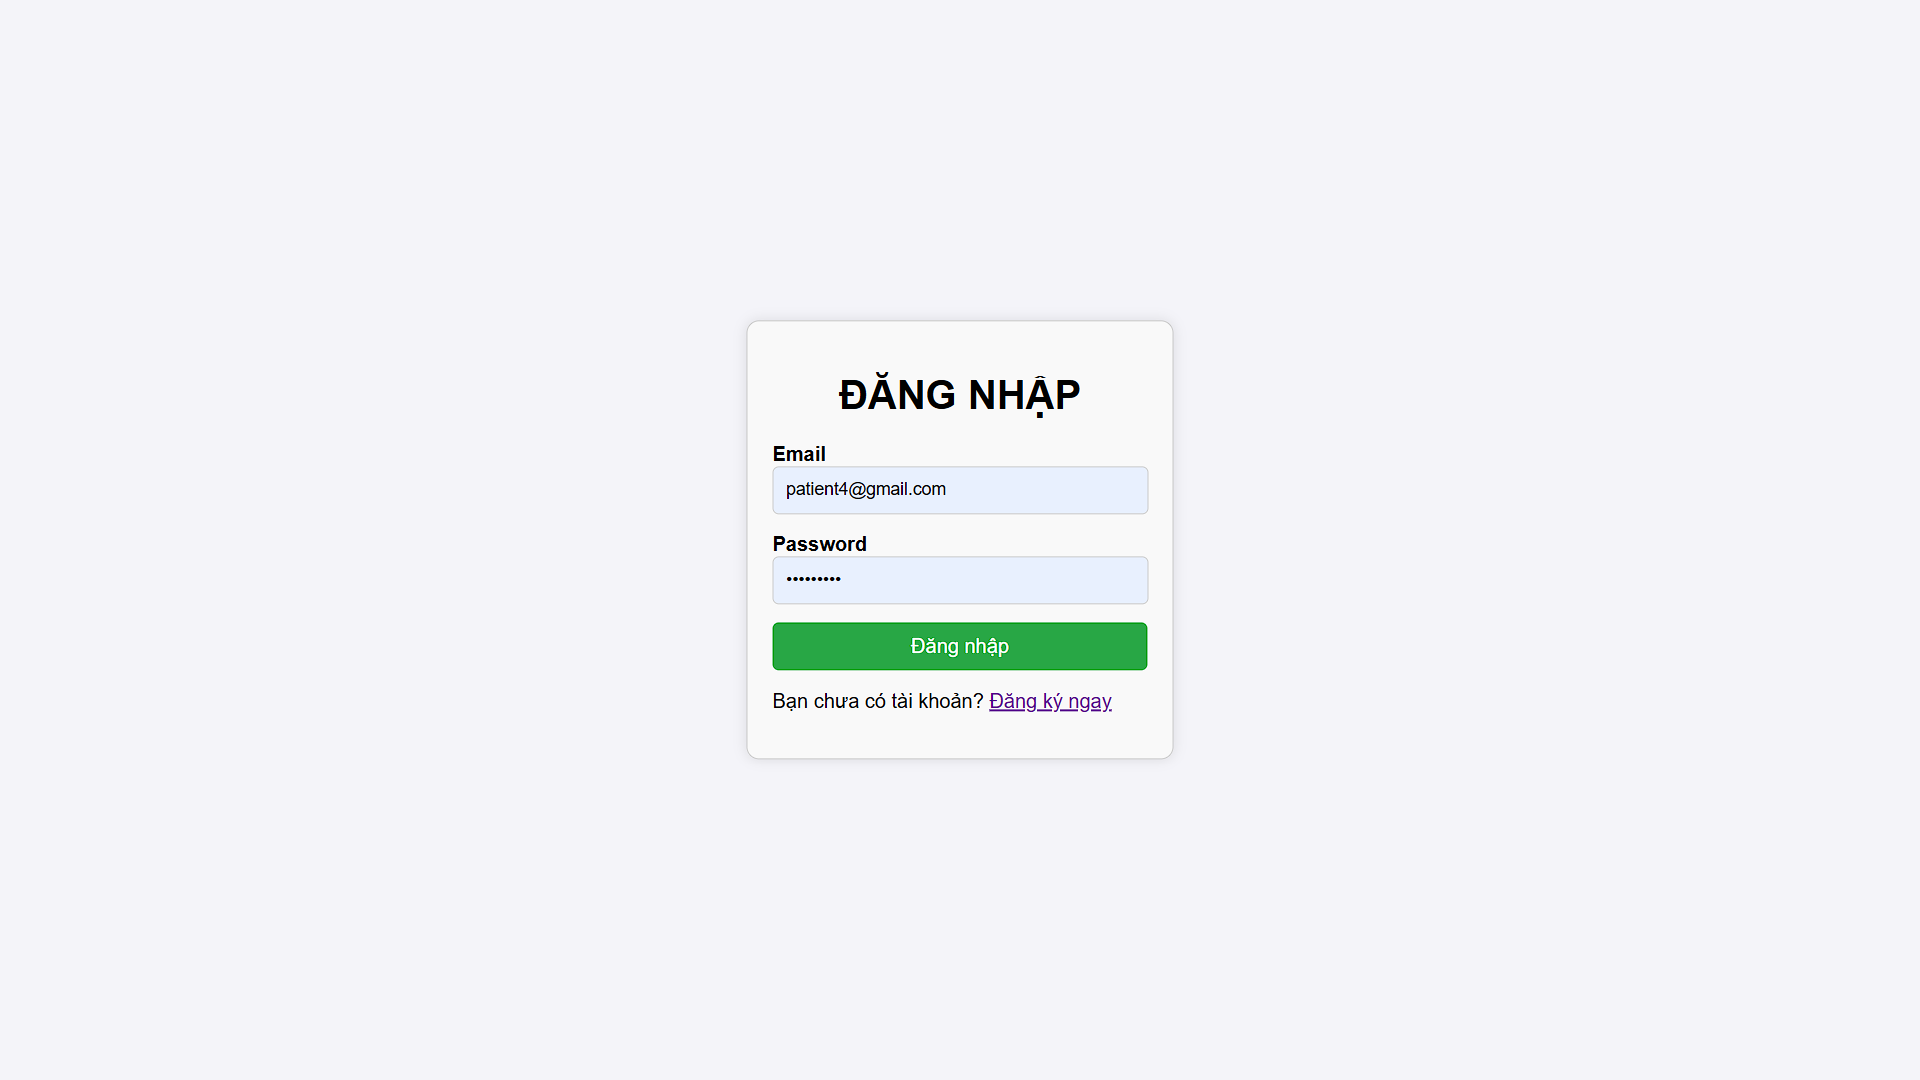 ĐĂNG NHẬP
Email
patient4@gmail.com
Password
•••••••••
Đăng nhập
Bạn chưa có tài khoản? Đăng ký ngay